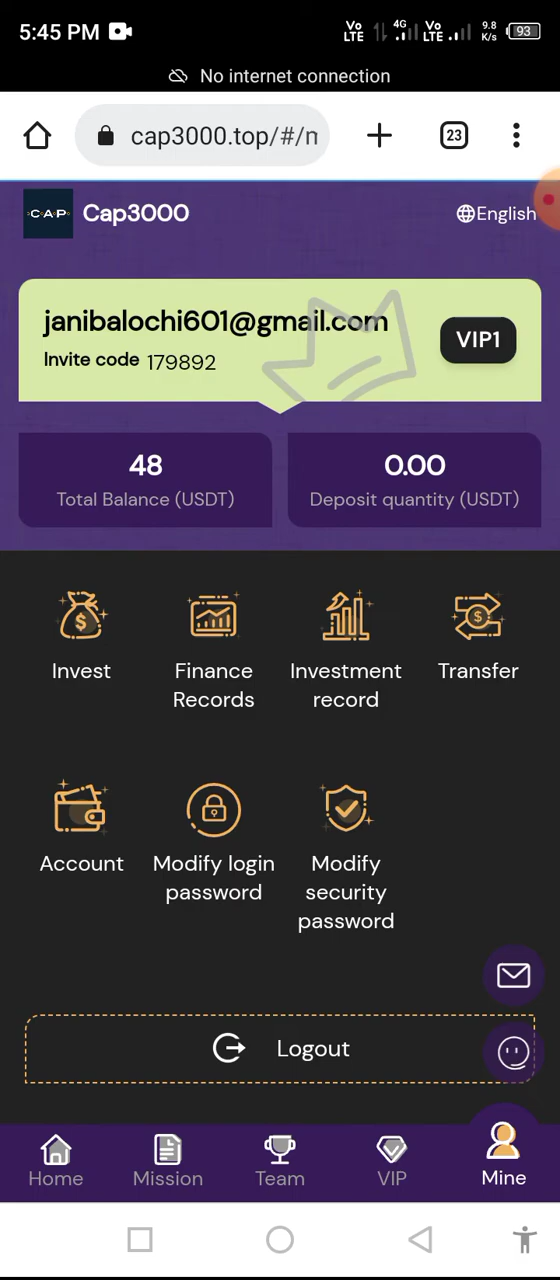 5:45 PM Vo LTE 4G Vo LTE 9.8 K/s 93
No internet connection
cap3000.top/#/m 23
CAP Cap3000 English
janibalochi601@gmail.com
Invite code 179892 VIP1
48 0.00
Total Balance (USDT) Deposit quantity (USDT)
Invest Finance Investment Transfer
Records record
Account Modify login Modify
password security
password
Logout
Home Mission Team VIP Mine